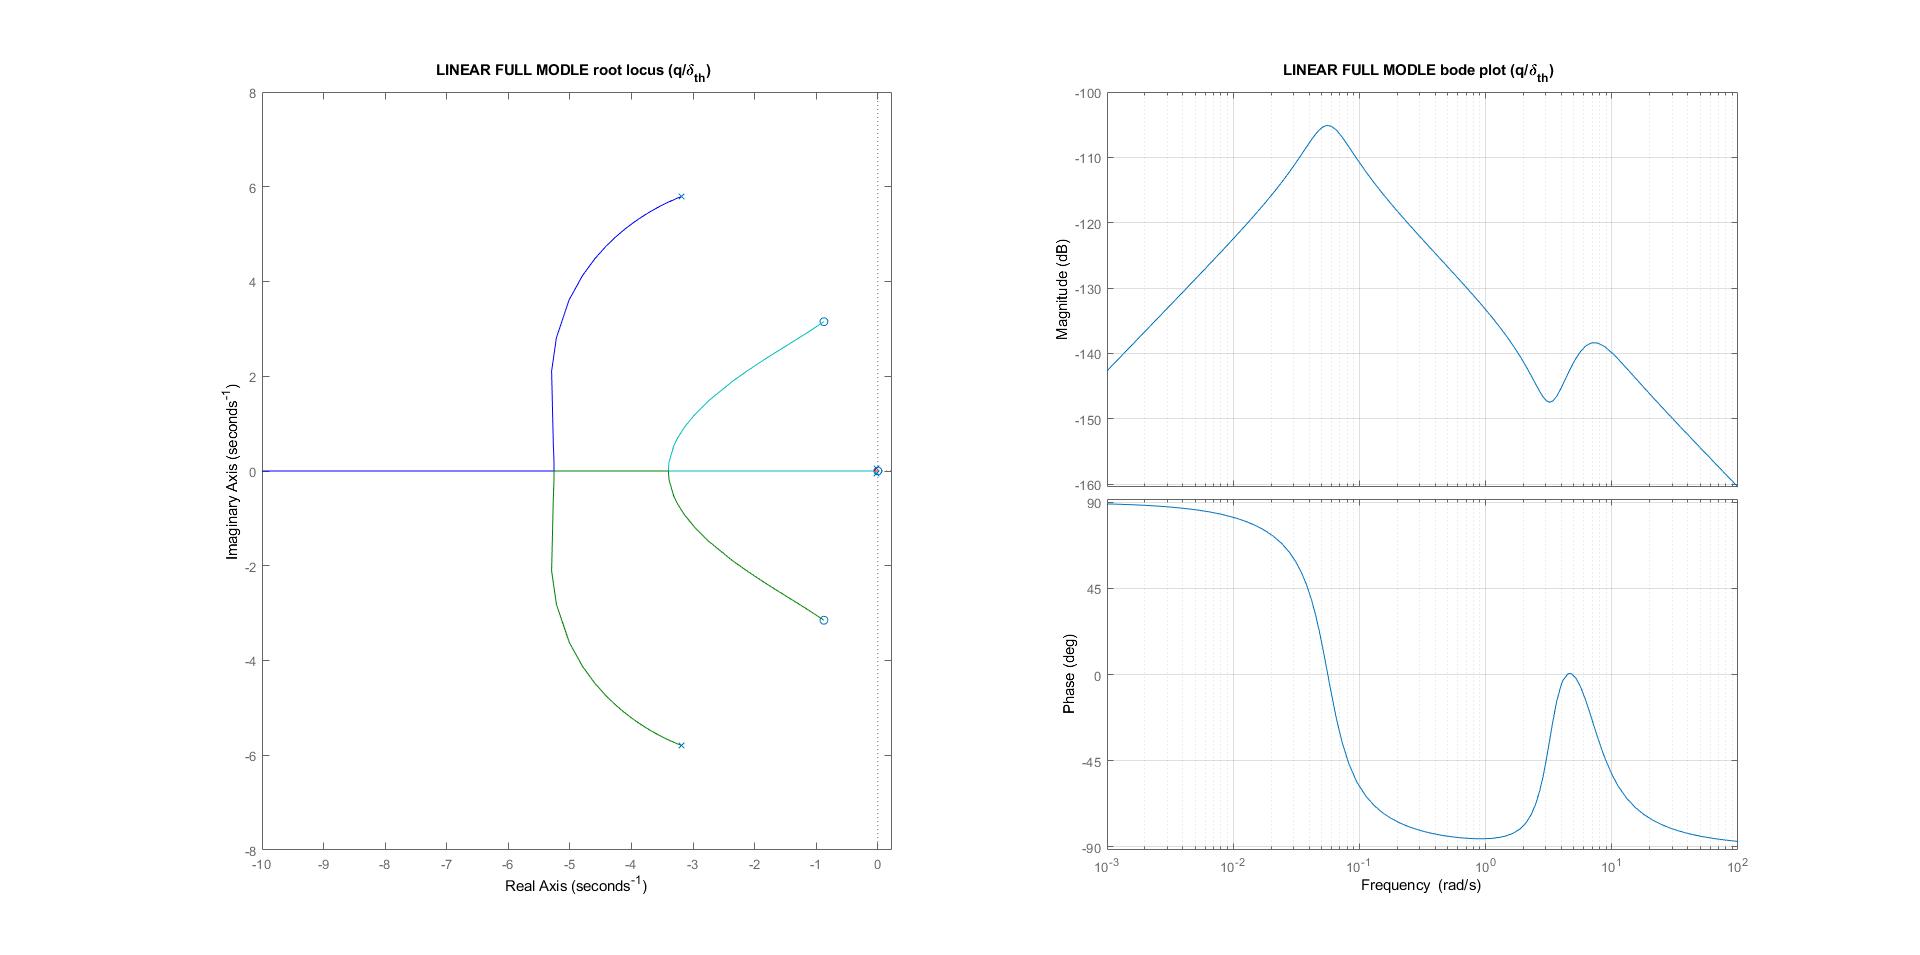 LINEAR FULL MODLE root locus (q/δth)
8
6
4
2
0
-2
-4
-6
-8
Imaginary Axis (seconds-1)
-10 -9 -8 -7 -6 -5 -4 -3 -2 -1 0
Real Axis (seconds-1)
LINEAR FULL MODLE bode plot (q/δth)
-100
-110
-120
-130
-140
-150
-160
Magnitude (dB)
90
45
0
-45
-90
Phase (deg)
10-3 10-2 10-1 100 101 102
Frequency (rad/s)